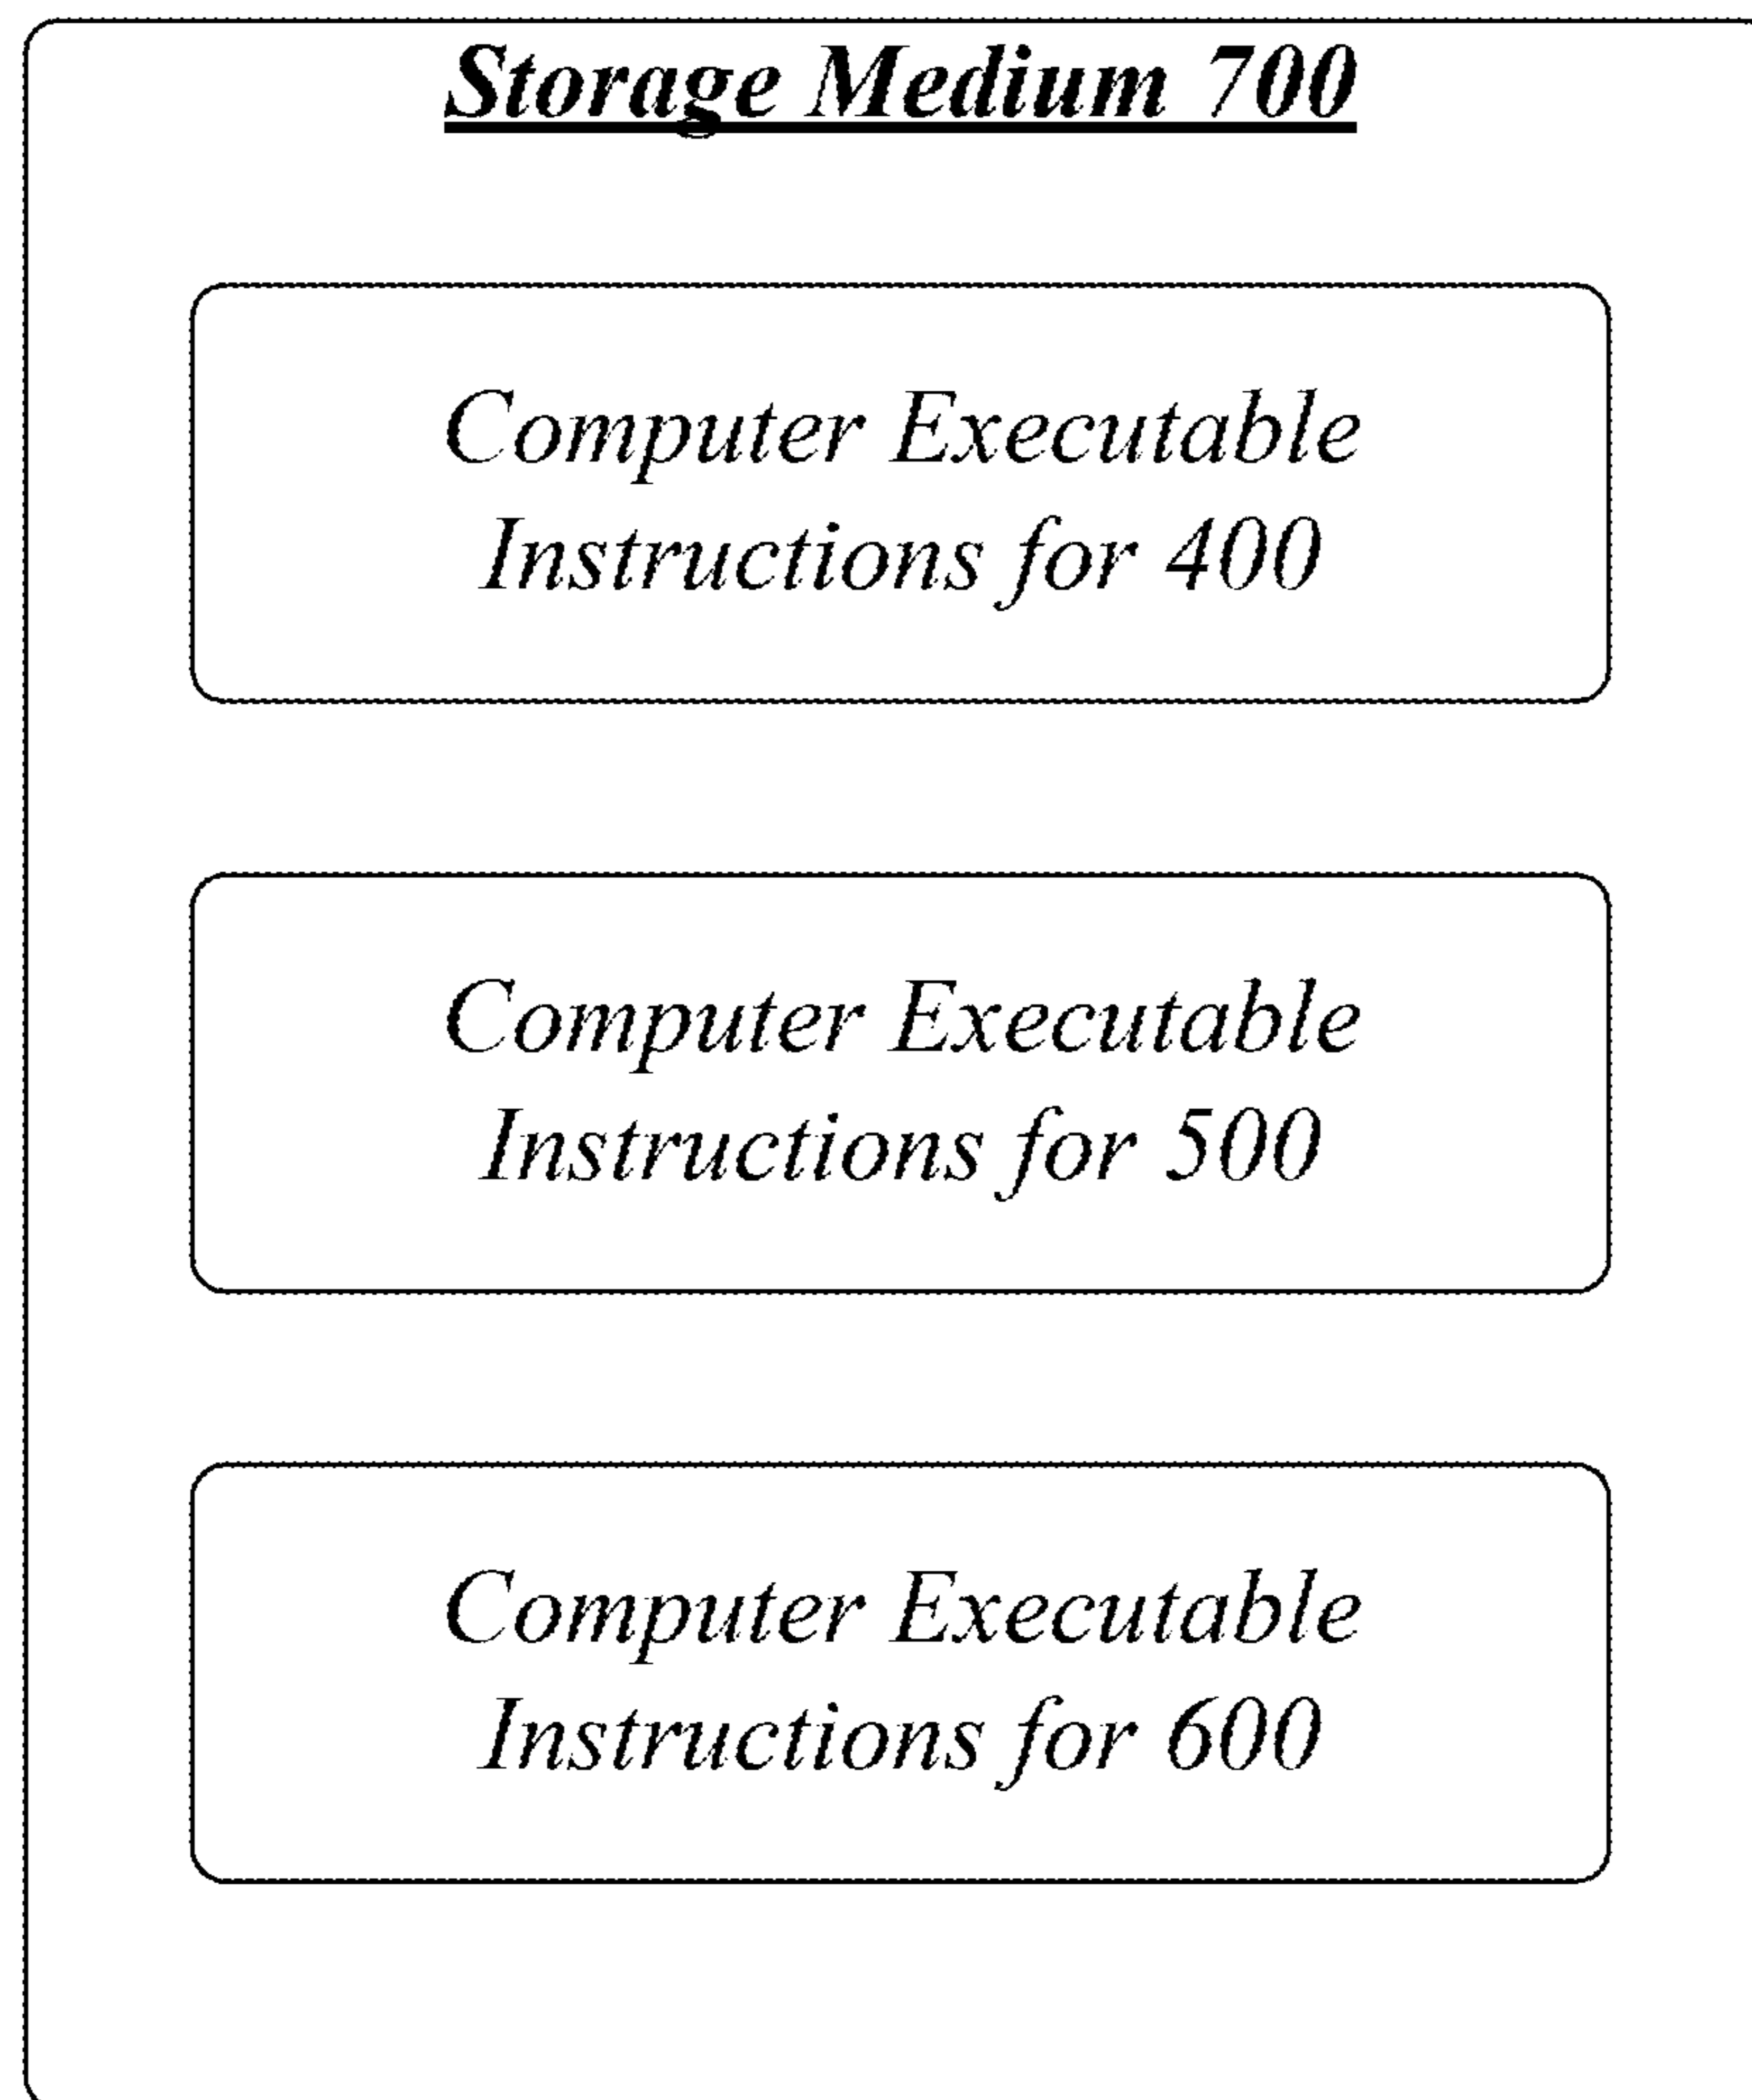 Storage Medium 700
Computer Executable
Instructions for 400
Computer Executable
Instructions for 500
Computer Executable
Instructions for 600